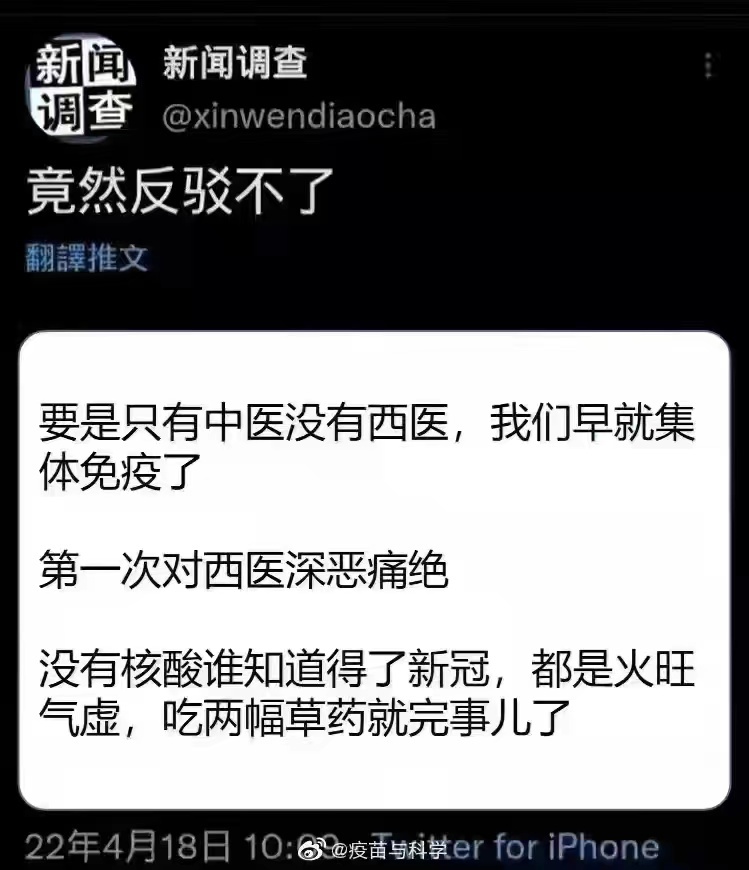 新闻
调查
新闻调查
@xinwendiaocha
竟然反驳不了
翻譯推文
要是只有中医没有西医，我们早就集
体免疫了
第一次对西医深恶痛绝
没有核酸谁知道得了新冠，都是火旺
气虚，吃两幅草药就完事儿了
22年4月18日 10: Twitter for iPhone
@疫苗与科学